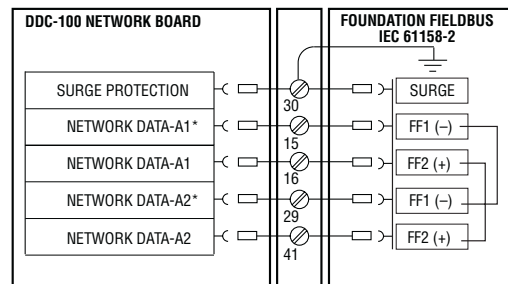 DDC-100 NETWORK BOARD
FOUNDATION FIELDBUS
IEC 61158-2
SURGE PROTECTION
30
SURGE
NETWORK DATA-A1*
15
FF1 (–)
NETWORK DATA-A1
16
FF2 (+)
NETWORK DATA-A2*
29
FF1 (–)
NETWORK DATA-A2
41
FF2 (+)